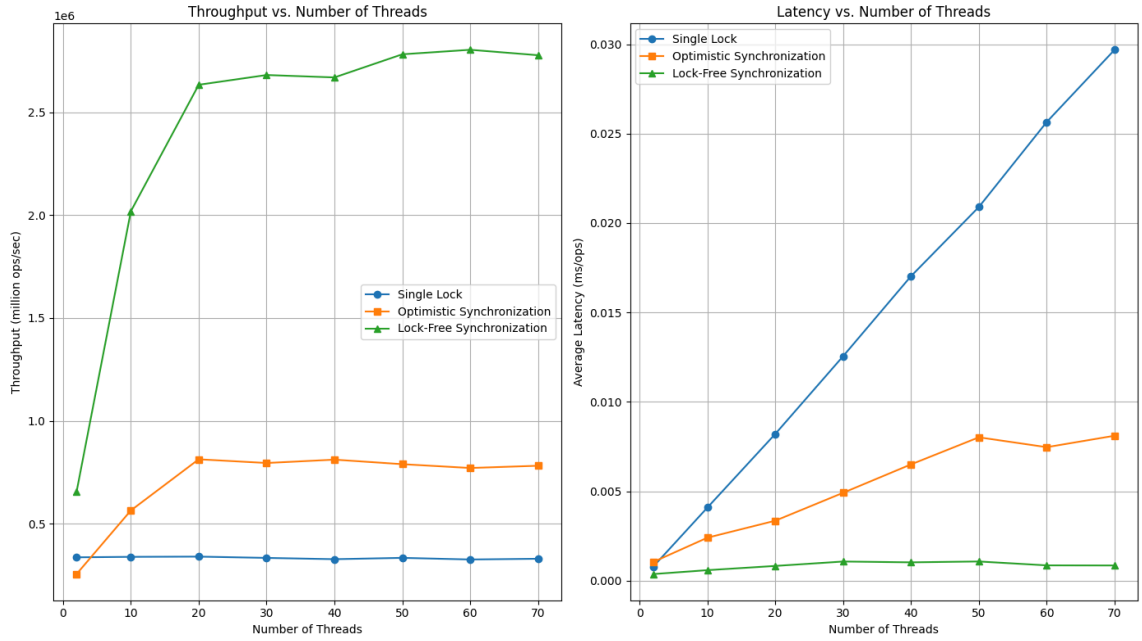 Throughput vs. Number of Threads
1e6
2.5
2.0
1.5
1.0
0.5
Throughput (million ops/sec)
Single Lock
Optimistic Synchronization
Lock-Free Synchronization
0 10 20 30 40 50 60 70
Number of Threads
Latency vs. Number of Threads
Single Lock
Optimistic Synchronization
Lock-Free Synchronization
0.030
0.025
0.020
0.015
0.010
0.005
0.000
Average Latency (ms/ops)
0 10 20 30 40 50 60 70
Number of Threads